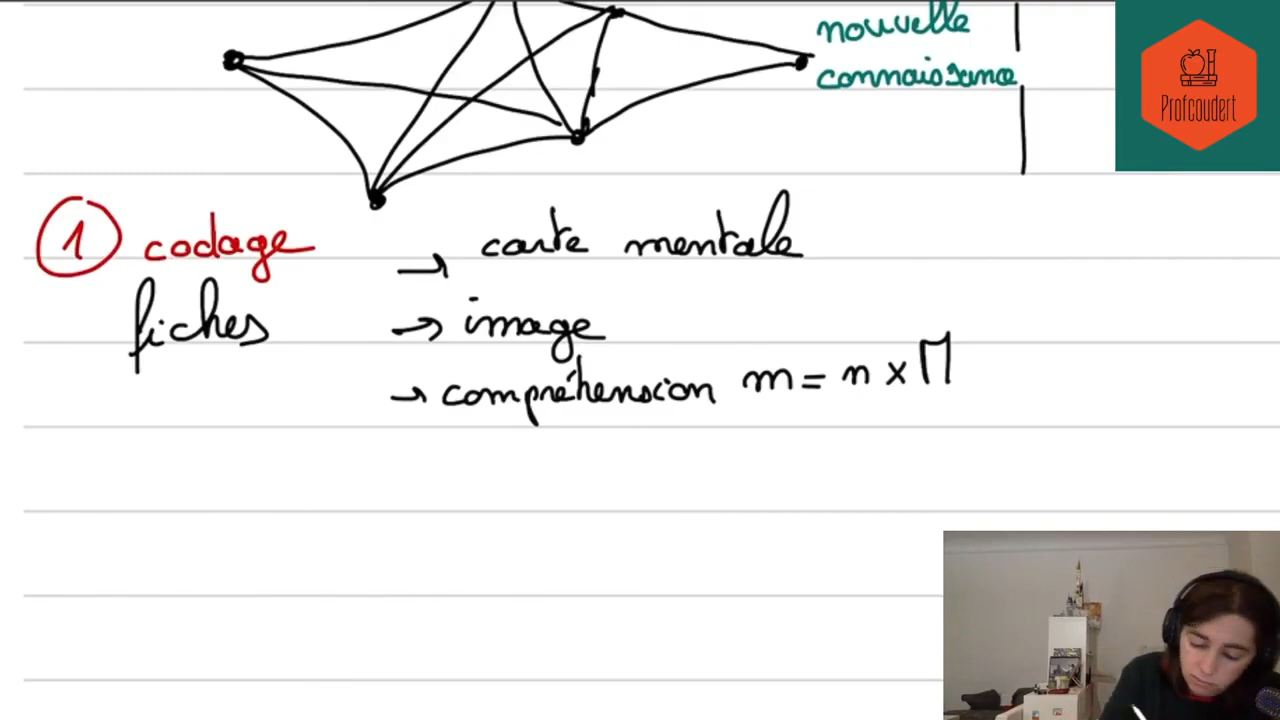 nouvelle
connaissance
Profcoudert
1 codage
fiches
→ carte mentale
→ image
→ compréhension m = n × M